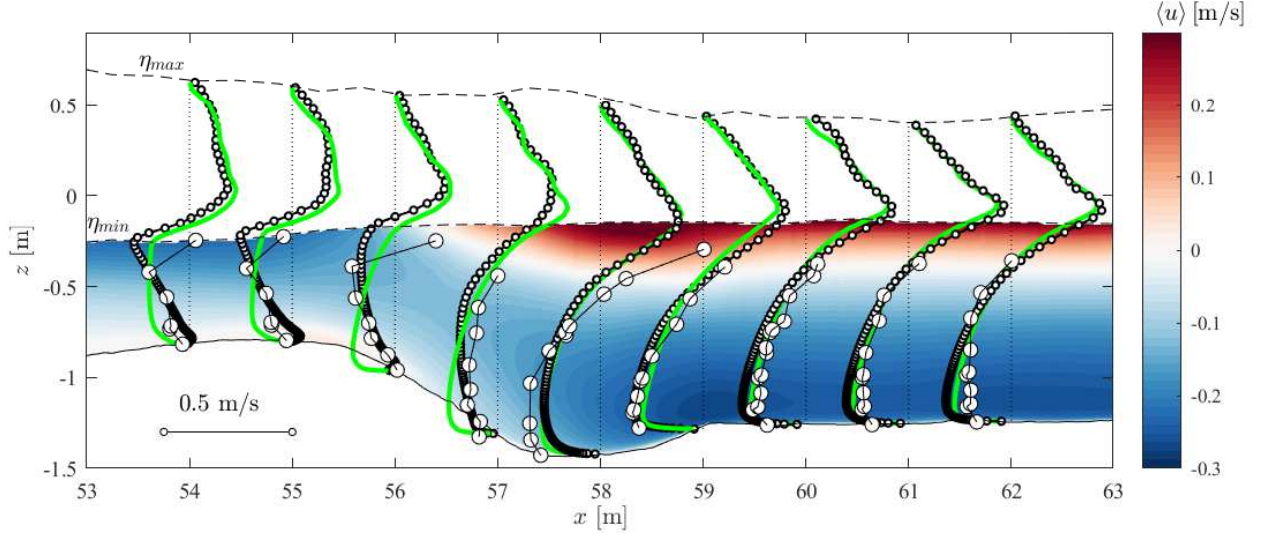 ⟨u⟩ [m/s]
η_max
0.5
0
η_min
-0.5
-1
-1.5
z [m]
0.5 m/s
53 54 55 56 57 58 59 60 61 62 63
x [m]
0.2
0.1
0
-0.1
-0.2
-0.3